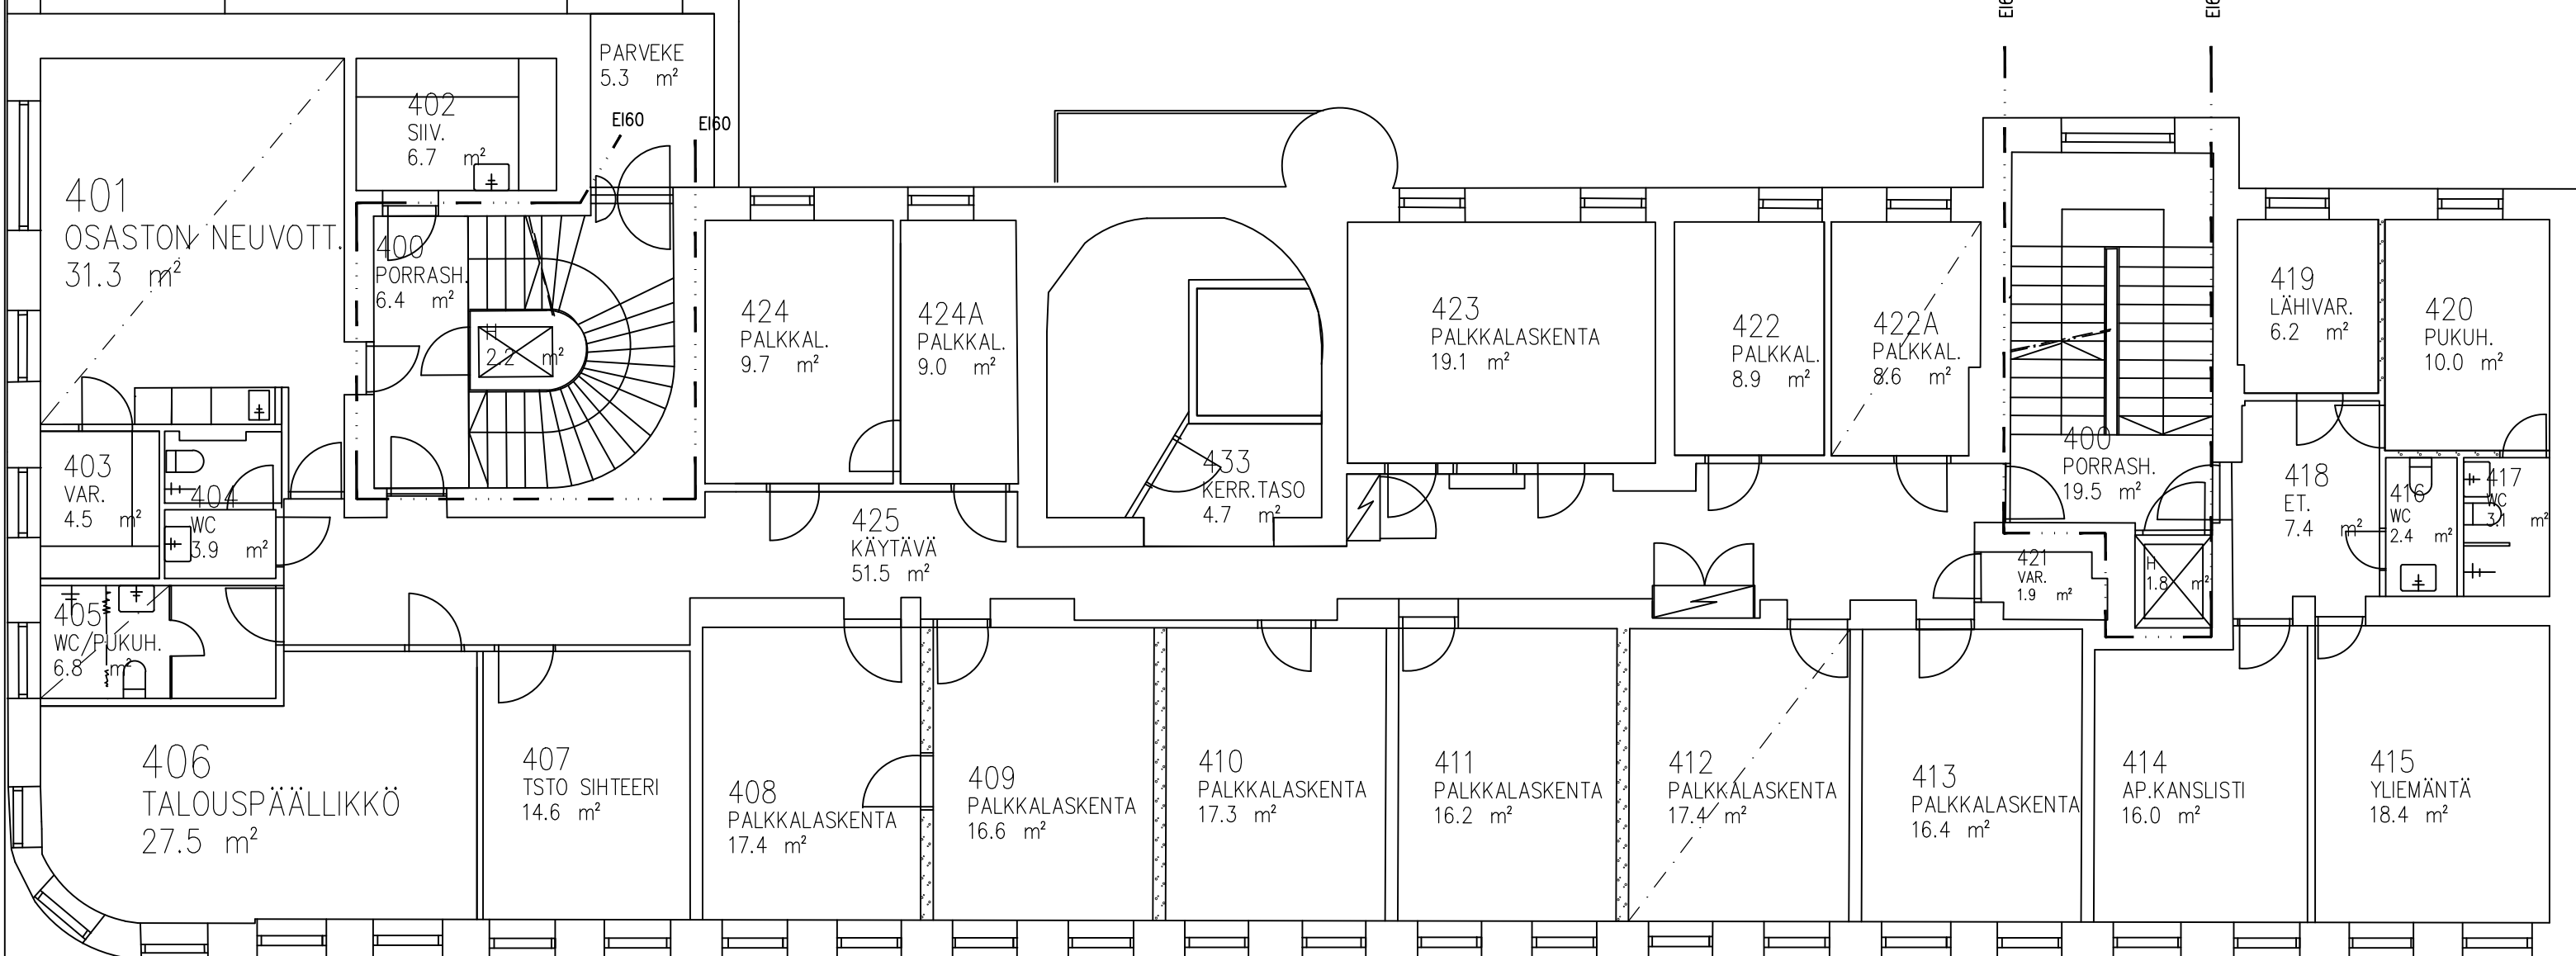 PARVEKE
5.3 m²
EI60
EI60
402
SIIV.
6.7 m²
401
OSASTON NEUVOTT.
31.3 m²
400
PORRASH.
6.4 m²
H
2.2 m²
424
PALKKAL.
9.7 m²
424A
PALKKAL.
9.0 m²
433
KERR.TASO
4.7 m²
423
PALKKALASKENTA
19.1 m²
422
PALKKAL.
8.9 m²
422A
PALKKAL.
8.6 m²
400
PORRASH.
19.5 m²
419
LÄHIVAR.
6.2 m²
420
PUKUH.
10.0 m²
403
VAR.
4.5 m²
404
WC
3.9 m²
425
KÄYTÄVÄ
51.5 m²
421
VAR.
1.9 m²
H
1.8 m²
418
ET.
7.4 m²
416
WC
2.4 m²
417
WC
3.1 m²
405
WC/PUKUH.
6.8 m²
406
TALOUSPÄÄLLIKKÖ
27.5 m²
407
TSTO SIHTEERI
14.6 m²
408
PALKKALASKENTA
17.4 m²
409
PALKKALASKENTA
16.6 m²
410
PALKKALASKENTA
17.3 m²
411
PALKKALASKENTA
16.2 m²
412
PALKKALASKENTA
17.4 m²
413
PALKKALASKENTA
16.4 m²
414
AP.KANSLISTI
16.0 m²
415
YLIEMÄNTÄ
18.4 m²